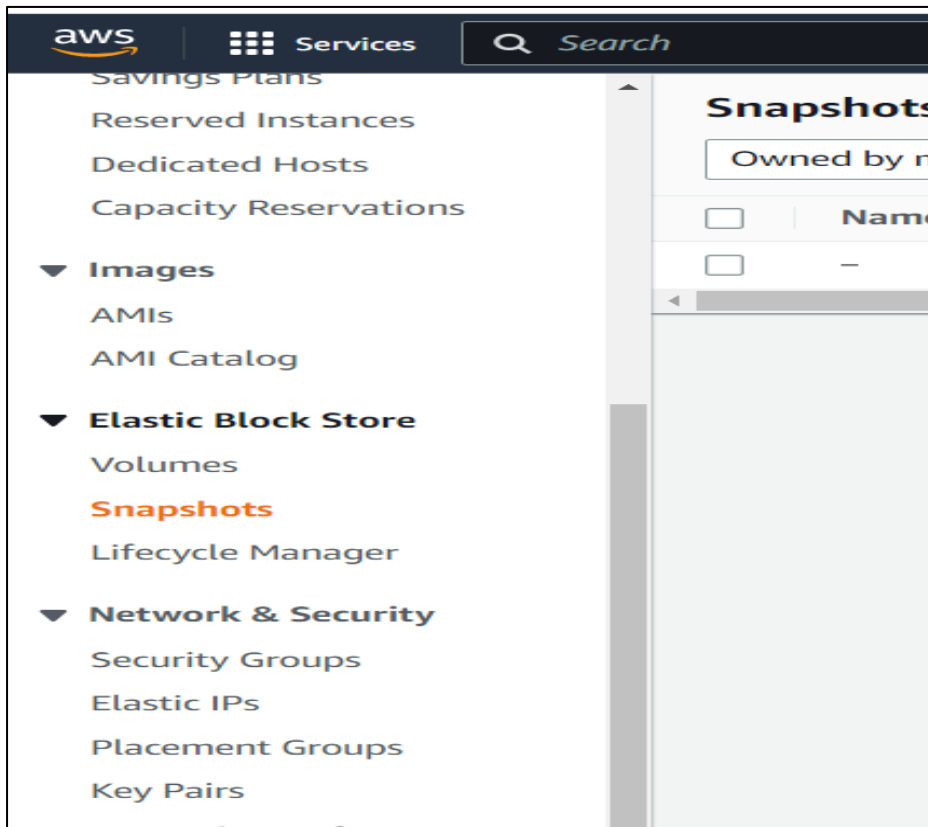 aws
Services
Search
Savings Plans
Reserved Instances
Dedicated Hosts
Capacity Reservations
Images
AMIs
AMI Catalog
Elastic Block Store
Volumes
Snapshots
Lifecycle Manager
Network & Security
Security Groups
Elastic IPs
Placement Groups
Key Pairs
Snapshots
Owned by
Name
–